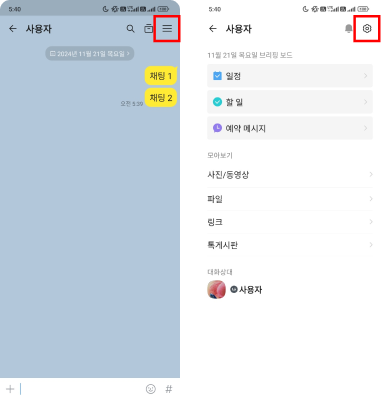 5:40
사용자
2024년 11월 21일 목요일
채팅 1
채팅 2
오전 5:39
5:40
사용자
11월 21일 목요일 브리핑 보드
일정
할 일
예약 메시지
모아보기
사진/동영상
파일
링크
톡게시판
대화상대
사용자